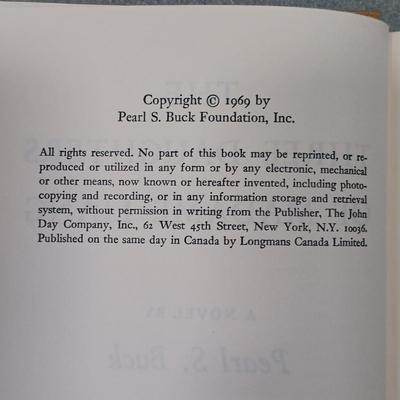 Copyright © 1969 by
Pearl S. Buck Foundation, Inc.
All rights reserved. No part of this book may be reprinted, or re-
produced or utilized in any form or by any electronic, mechanical
or other means, now known or hereafter invented, including photo-
copying and recording, or in any information storage and retrieval
system, without permission in writing from the Publisher, The John
Day Company, Inc., 62 West 45th Street, New York, N.Y. 10036.
Published on the same day in Canada by Longmans Canada Limited.
A NOVEL BY
Pearl S. Buck